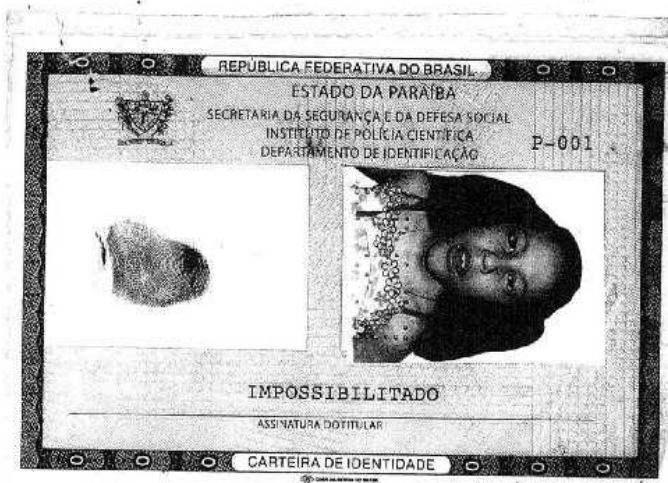 REPÚBLICA FEDERATIVA DO BRASIL
ESTADO DA PARAÍBA
SECRETARIA DA SEGURANÇA E DA DEFESA SOCIAL
INSTITUTO DE POLÍCIA CIENTÍFICA
DEPARTAMENTO DE IDENTIFICAÇÃO
P-001
IMPOSSIBILITADO
ASSINATURA DO TITULAR
CARTEIRA DE IDENTIDADE